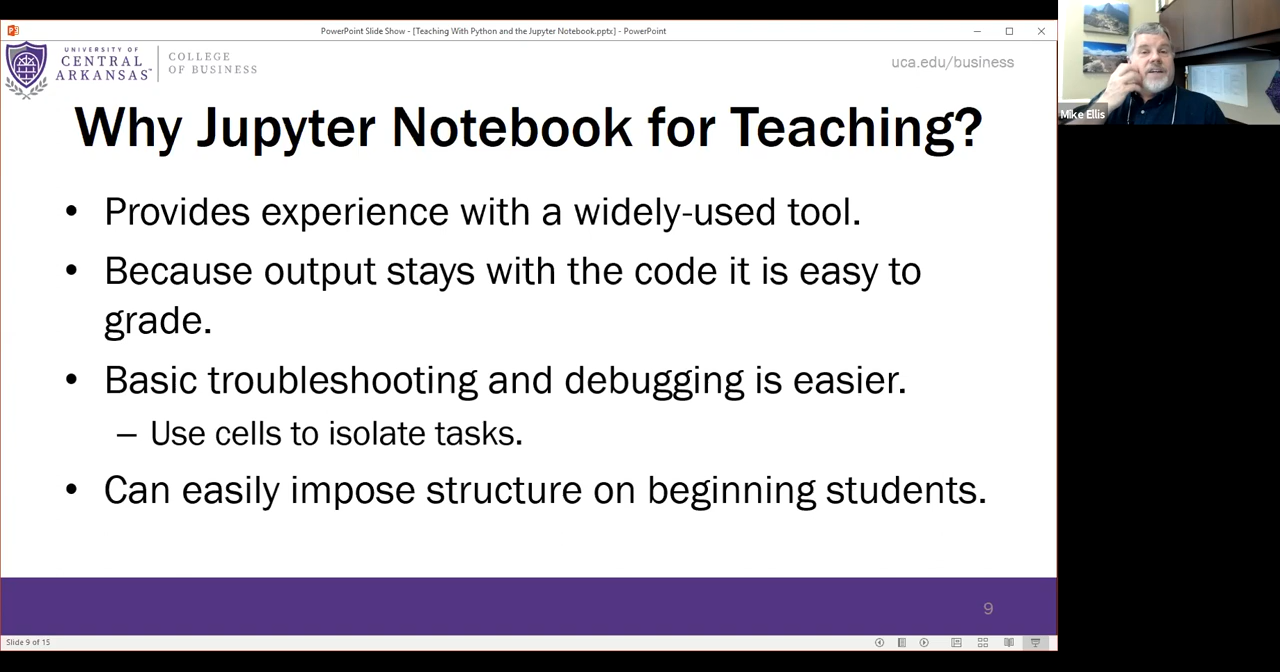 PowerPoint Slide Show - [Teaching With Python and the Jupyter Notebook.pptx] - PowerPoint
UNIVERSITY OF
CENTRAL
ARKANSAS™
COLLEGE
OF BUSINESS
uca.edu/business
Why Jupyter Notebook for Teaching?
• Provides experience with a widely-used tool.
• Because output stays with the code it is easy to
grade.
• Basic troubleshooting and debugging is easier.
– Use cells to isolate tasks.
• Can easily impose structure on beginning students.
9
Slide 9 of 15
Mike Ellis